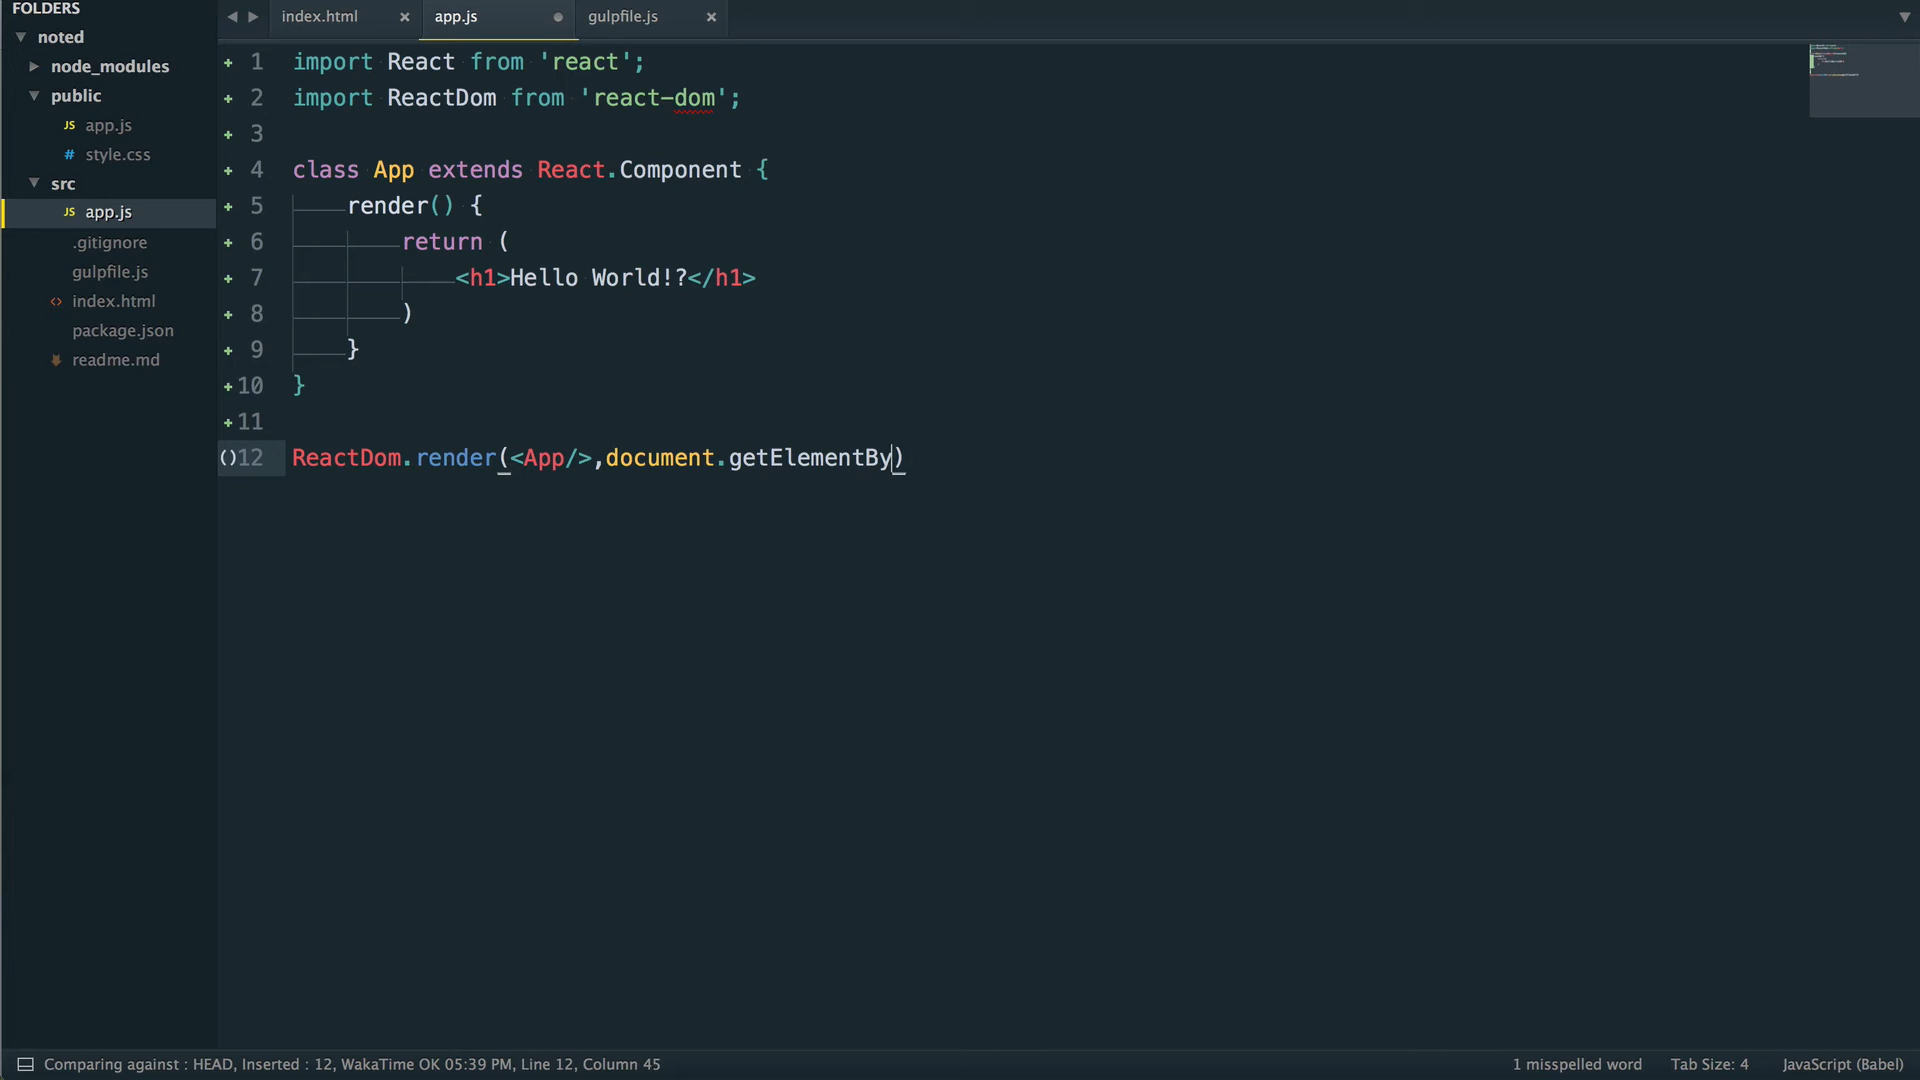 FOLDERS
noted
node_modules
public
JS app.js
# style.css
src
JS app.js
.gitignore
gulpfile.js
<> index.html
package.json
readme.md
index.html × app.js gulpfile.js ×
1 import React from 'react';
2 import ReactDom from 'react-dom';
3
4 class App extends React.Component {
5 render() {
6 return (
7 <h1>Hello World!?</h1>
8 )
9 }
10 }
11
()12 ReactDom.render(<App/>,document.getElementBy)
Comparing against : HEAD, Inserted : 12, WakaTime OK 05:39 PM, Line 12, Column 45
1 misspelled word Tab Size: 4 JavaScript (Babel)